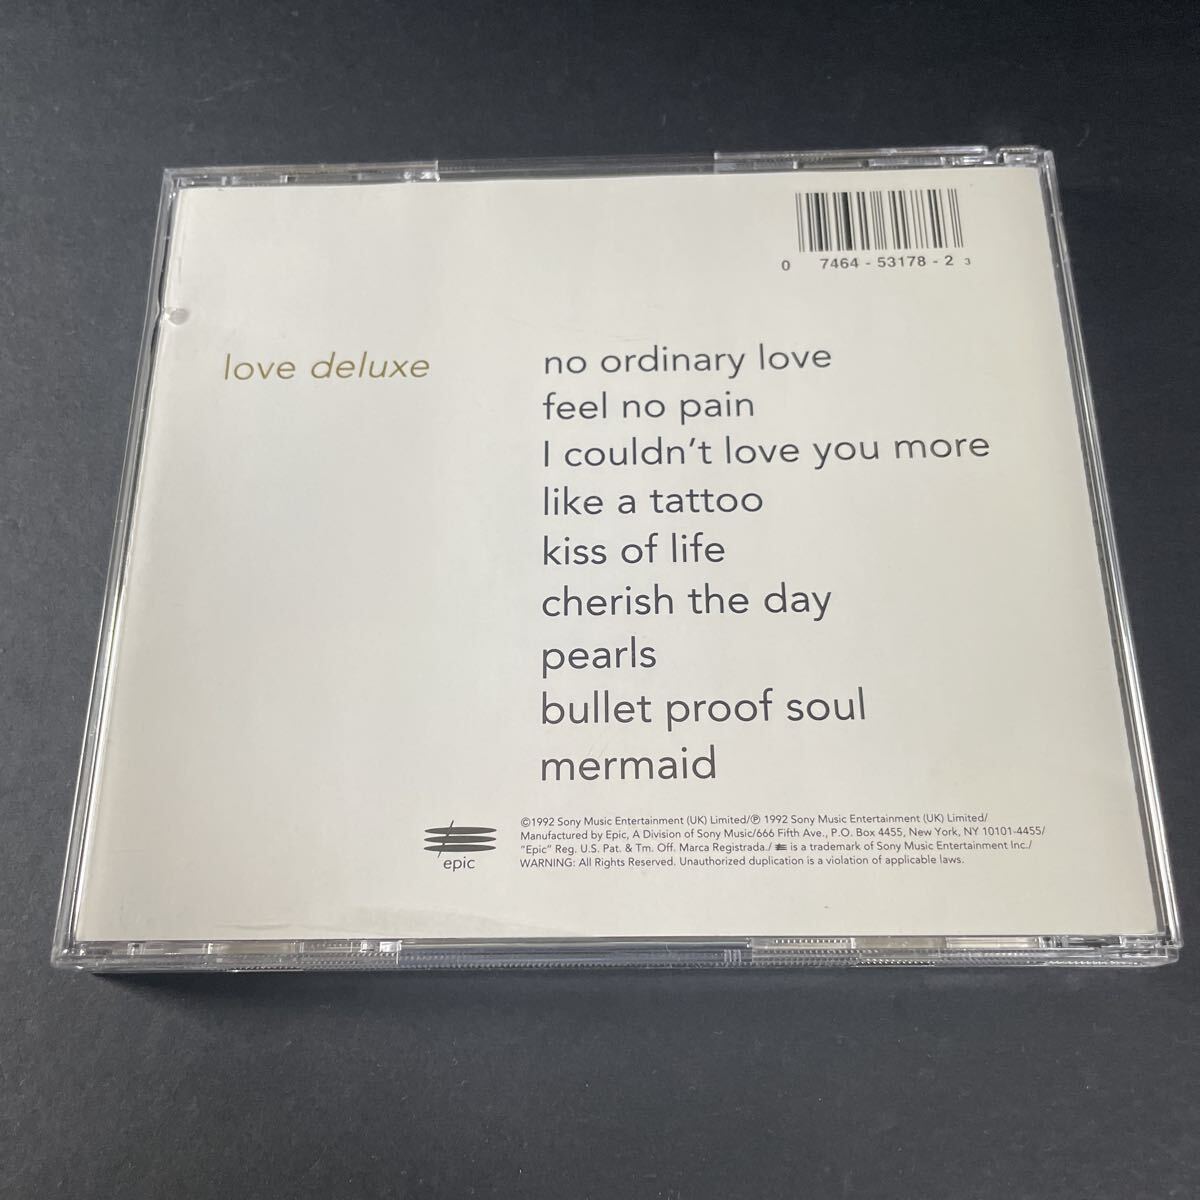 0 7464 - 53178 - 2 3
love deluxe
no ordinary love
feel no pain
I couldn't love you more
like a tattoo
kiss of life
cherish the day
pearls
bullet proof soul
mermaid
epic
©1992 Sony Music Entertainment (UK) Limited/℗ 1992 Sony Music Entertainment (UK) Limited/
Manufactured by Epic, A Division of Sony Music/666 Fifth Ave., P.O. Box 4455, New York, NY 10101-4455/
"Epic" Reg. U.S. Pat. & Tm. Off. Marca Registrada./ is a trademark of Sony Music Entertainment Inc./
WARNING: All Rights Reserved. Unauthorized duplication is a violation of applicable laws.